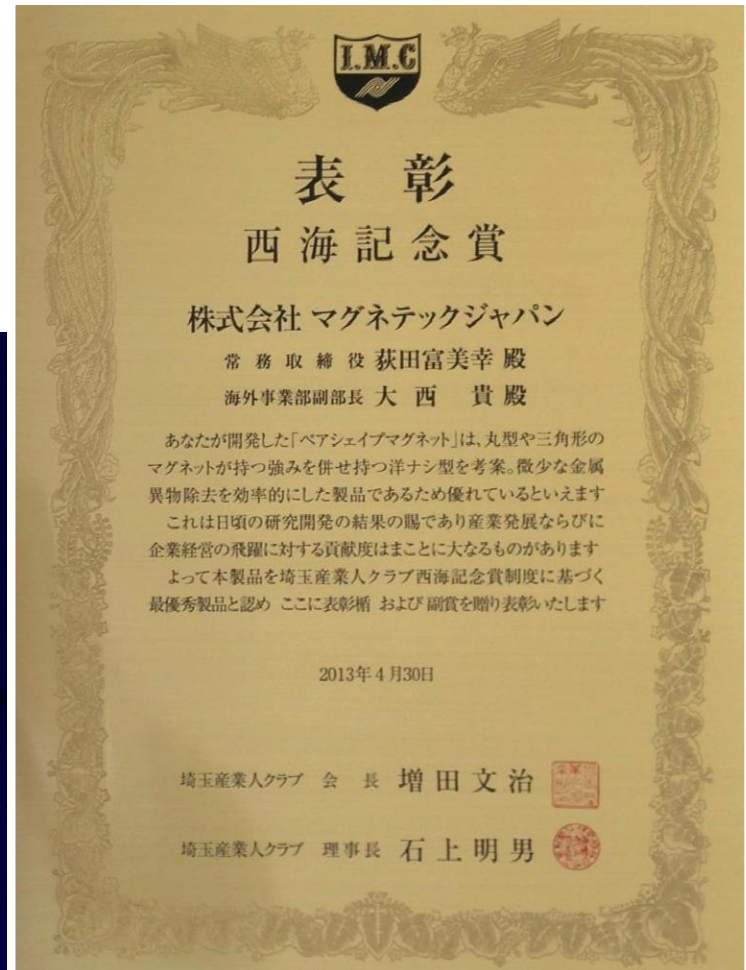 I.M.C
表彰
西海記念賞
株式会社 マグネテックジャパン
常務取締役 荻田富美幸 殿
海外事業部副部長 大西 貴 殿
あなたが開発した「ペアシェイプマグネット」は、丸型や三角形の
マグネットが持つ強みを併せ持つ洋ナシ型を考案。微少な金属
異物除去を効率的にした製品であるため優れているといえます
これは日頃の研究開発の結果の賜であり産業発展ならびに
企業経営の飛躍に対する貢献度はまことに大なるものがあります
よって本製品を埼玉産業人クラブ西海記念賞制度に基づく
最優秀製品と認め ここに表彰楯 および 副賞を贈り表彰いたします
2013年4月30日
埼玉産業人クラブ 会長 増田文治
埼玉産業人クラブ 理事長 石上明男